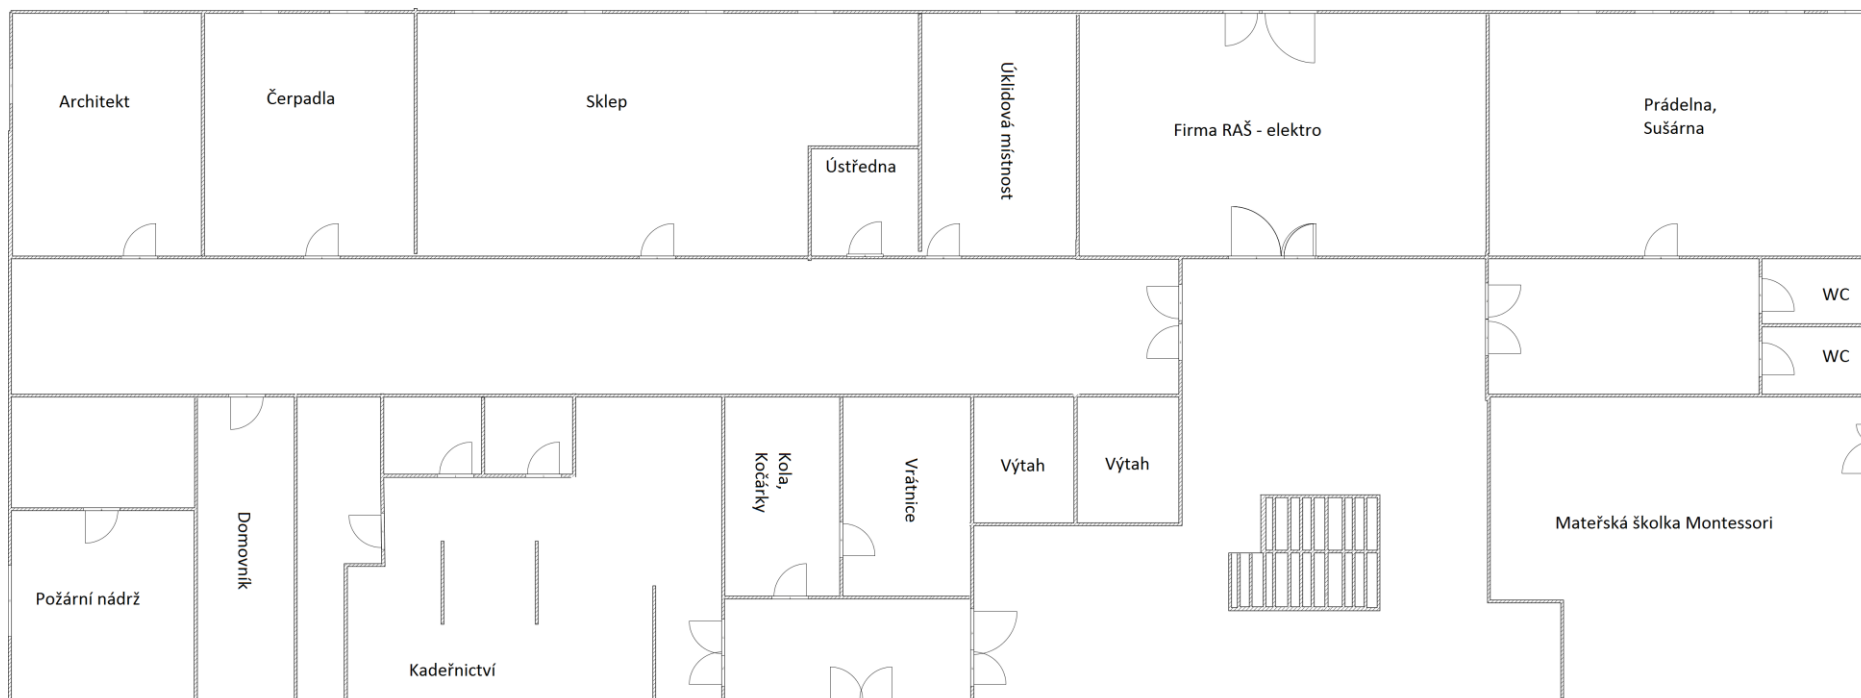 Architekt
Čerpadla
Sklep
Ústředna
Úklidová místnost
Firma RAŠ - elektro
Prádelna,
Sušárna
WC
WC
Požární nádrž
Domovník
Kadeřnictví
Kola,
Kočárky
Vrátnice
Výtah
Výtah
Mateřská školka Montessori